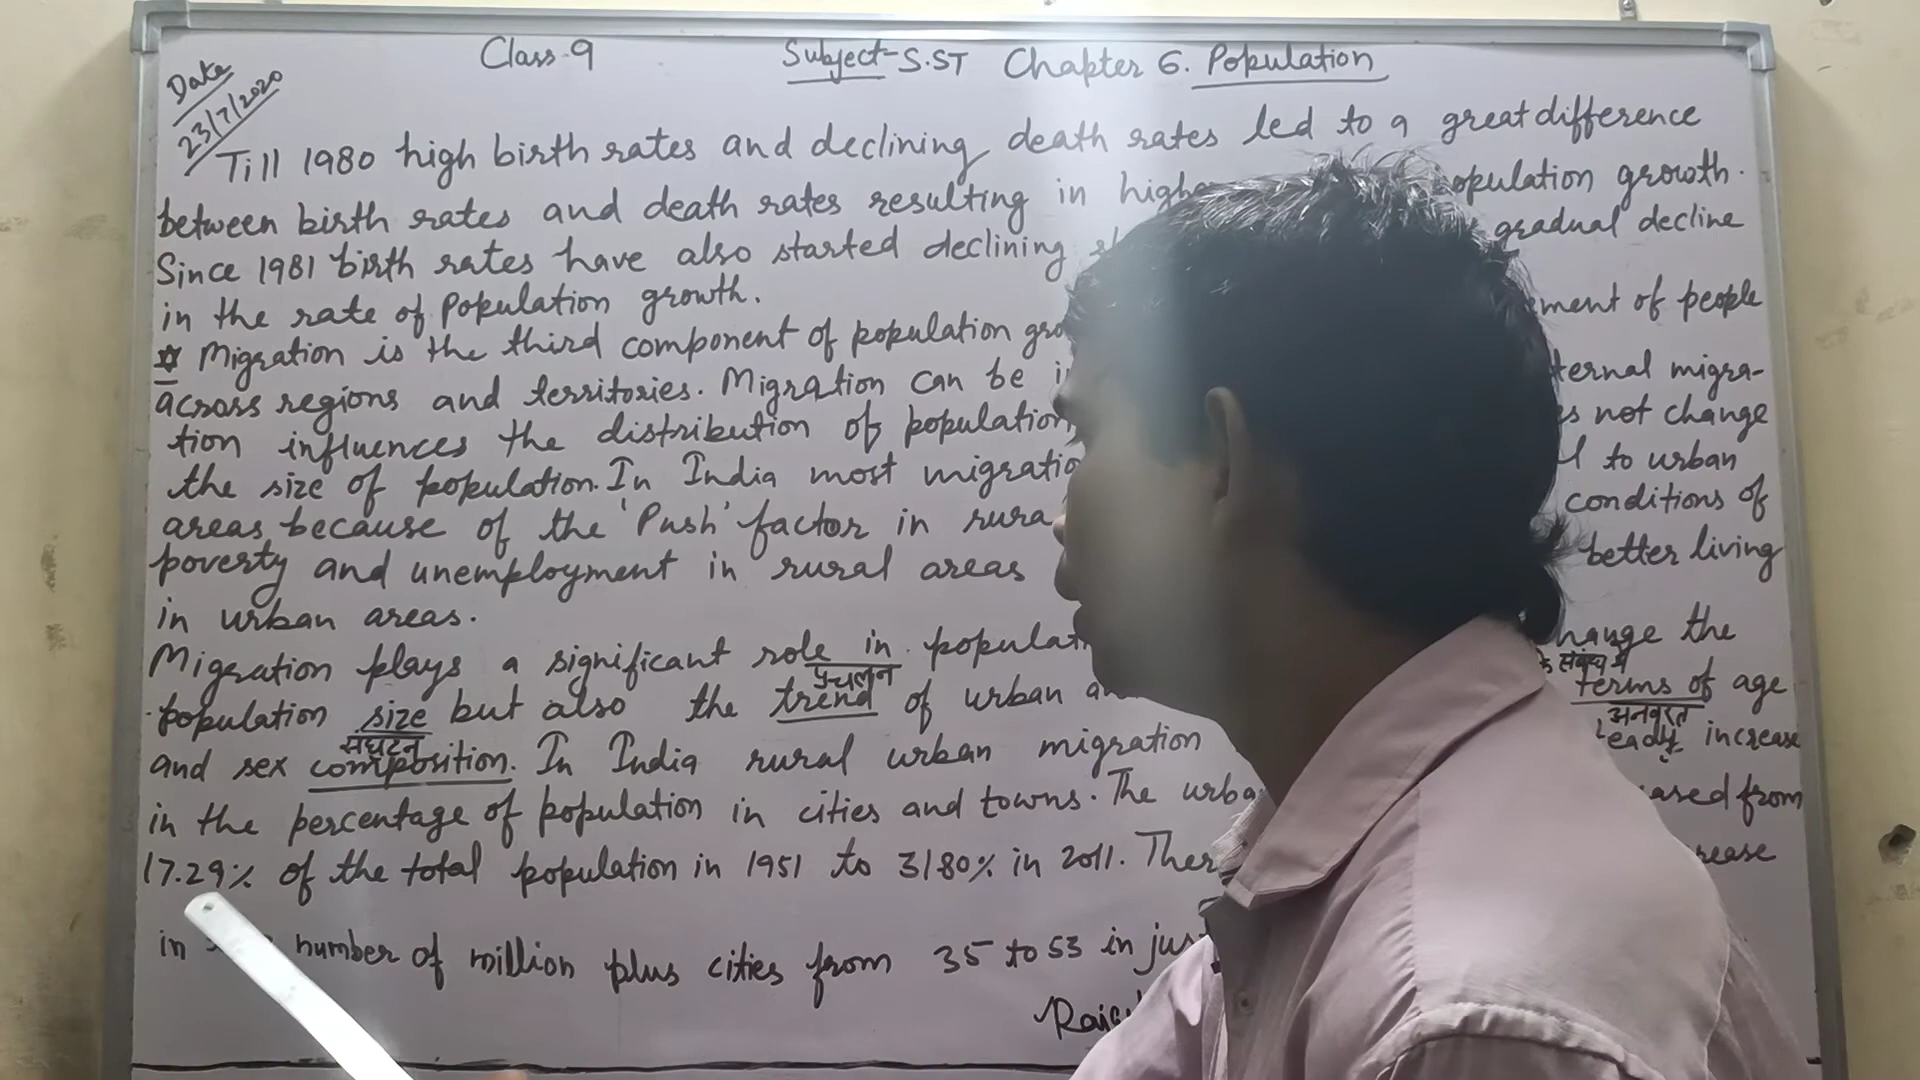 Date
23/7/2020
Class-9 Subject-S.ST Chapter 6. Population
Till 1980 high birth rates and declining death rates led to a great difference
between birth rates and death rates resulting in opulation growth.
Since 1981 birth rates have also started declining gradual decline
in the rate of Population growth.
Migration is the third component of population ment of people
across regions and territories. Migration can be ternal migra-
tion influences the distribution of population not change
the size of population. In India most migratio to urban
areas because of the 'Push' factor in rura conditions of
poverty and unemployment in rural areas better living
in urban areas.
Migration plays a significant role in populat hange the
प्रचलन संबन्ध मे
population size but also the trend of urban terms of age
संघटन अनवरत
and sex composition. In India rural urban migration eady increase
in the percentage of population in cities and towns. The urba ased from
17.29% of the total population in 1951 to 31.80% in 2011. Ther rease
in number of million plus cities from 35 to 53 in jus